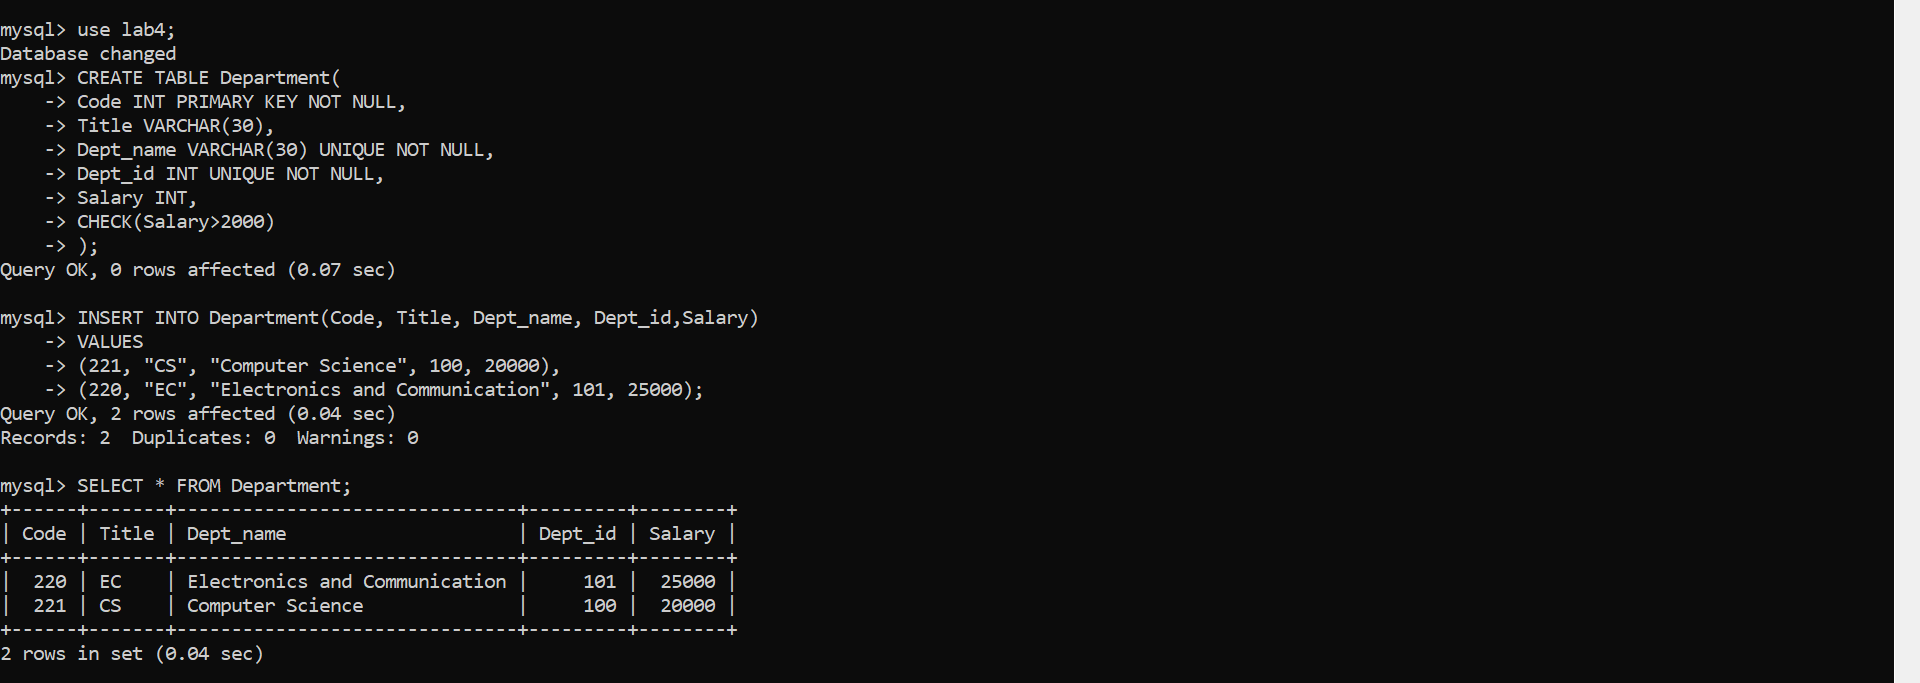 mysql> use lab4;
Database changed
mysql> CREATE TABLE Department(
    -> Code INT PRIMARY KEY NOT NULL,
    -> Title VARCHAR(30),
    -> Dept_name VARCHAR(30) UNIQUE NOT NULL,
    -> Dept_id INT UNIQUE NOT NULL,
    -> Salary INT,
    -> CHECK(Salary>2000)
    -> );
Query OK, 0 rows affected (0.07 sec)

mysql> INSERT INTO Department(Code, Title, Dept_name, Dept_id,Salary)
    -> VALUES
    -> (221, "CS", "Computer Science", 100, 20000),
    -> (220, "EC", "Electronics and Communication", 101, 25000);
Query OK, 2 rows affected (0.04 sec)
Records: 2  Duplicates: 0  Warnings: 0

mysql> SELECT * FROM Department;
+------+-------+-------------------------------+---------+--------+
| Code | Title | Dept_name                     | Dept_id | Salary |
+------+-------+-------------------------------+---------+--------+
|  220 | EC    | Electronics and Communication |     101 |  25000 |
|  221 | CS    | Computer Science              |     100 |  20000 |
+------+-------+-------------------------------+---------+--------+
2 rows in set (0.04 sec)